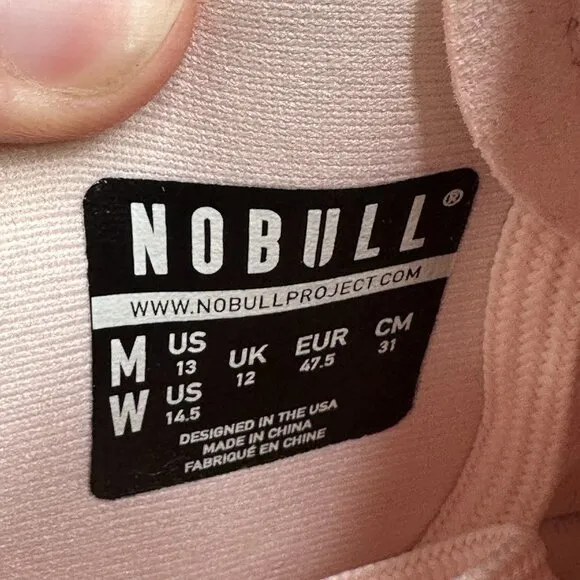 NOBULL®
WWW.NOBULLPROJECT.COM
M US 13 UK 12 EUR 47.5 CM 31
W US 14.5
DESIGNED IN THE USA
MADE IN CHINA
FABRIQUÉ EN CHINE